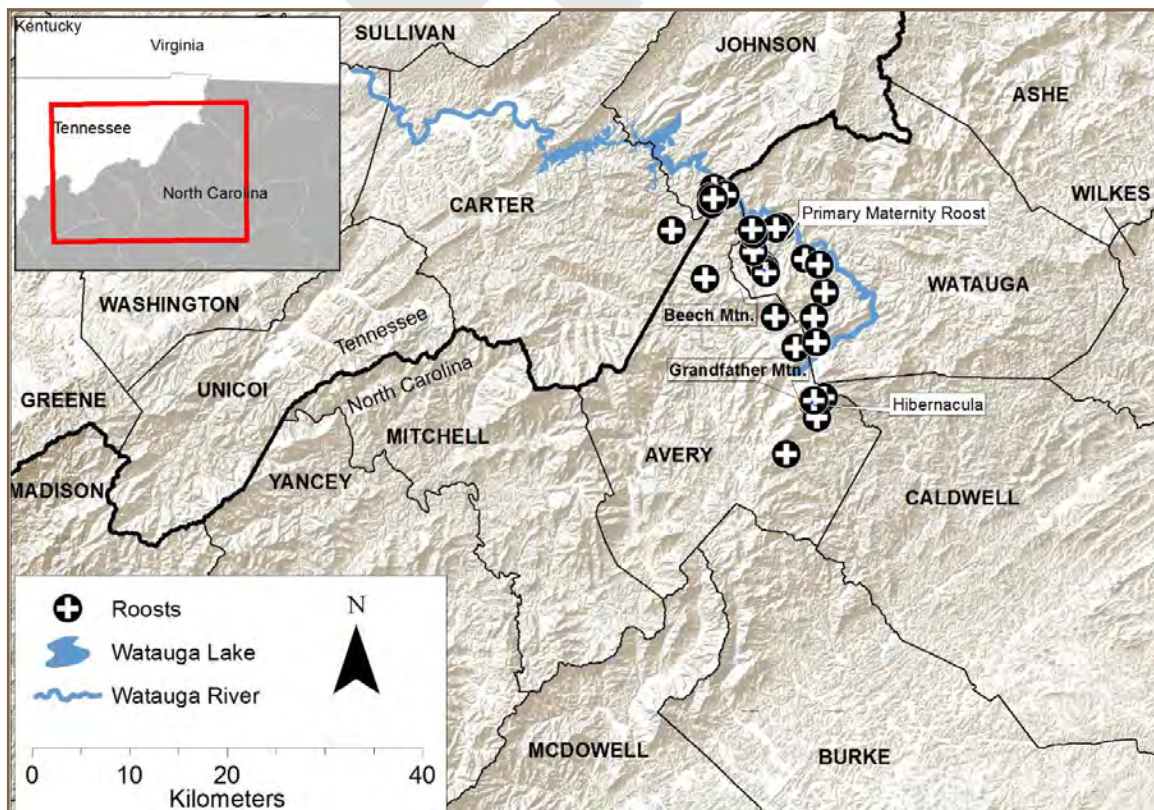 Kentucky
Virginia
Tennessee
North Carolina
SULLIVAN
JOHNSON
ASHE
WILKES
CARTER
Primary Maternity Roost
WATAUGA
WASHINGTON
Beech Mtn.
Tennessee
North Carolina
Grandfather Mtn.
UNICOI
GREENE
Hibernacula
MITCHELL
AVERY
MADISON
YANCEY
CALDWELL
Roosts
N
Watauga Lake
Watauga River
MCDOWELL
BURKE
0 10 20 40
Kilometers